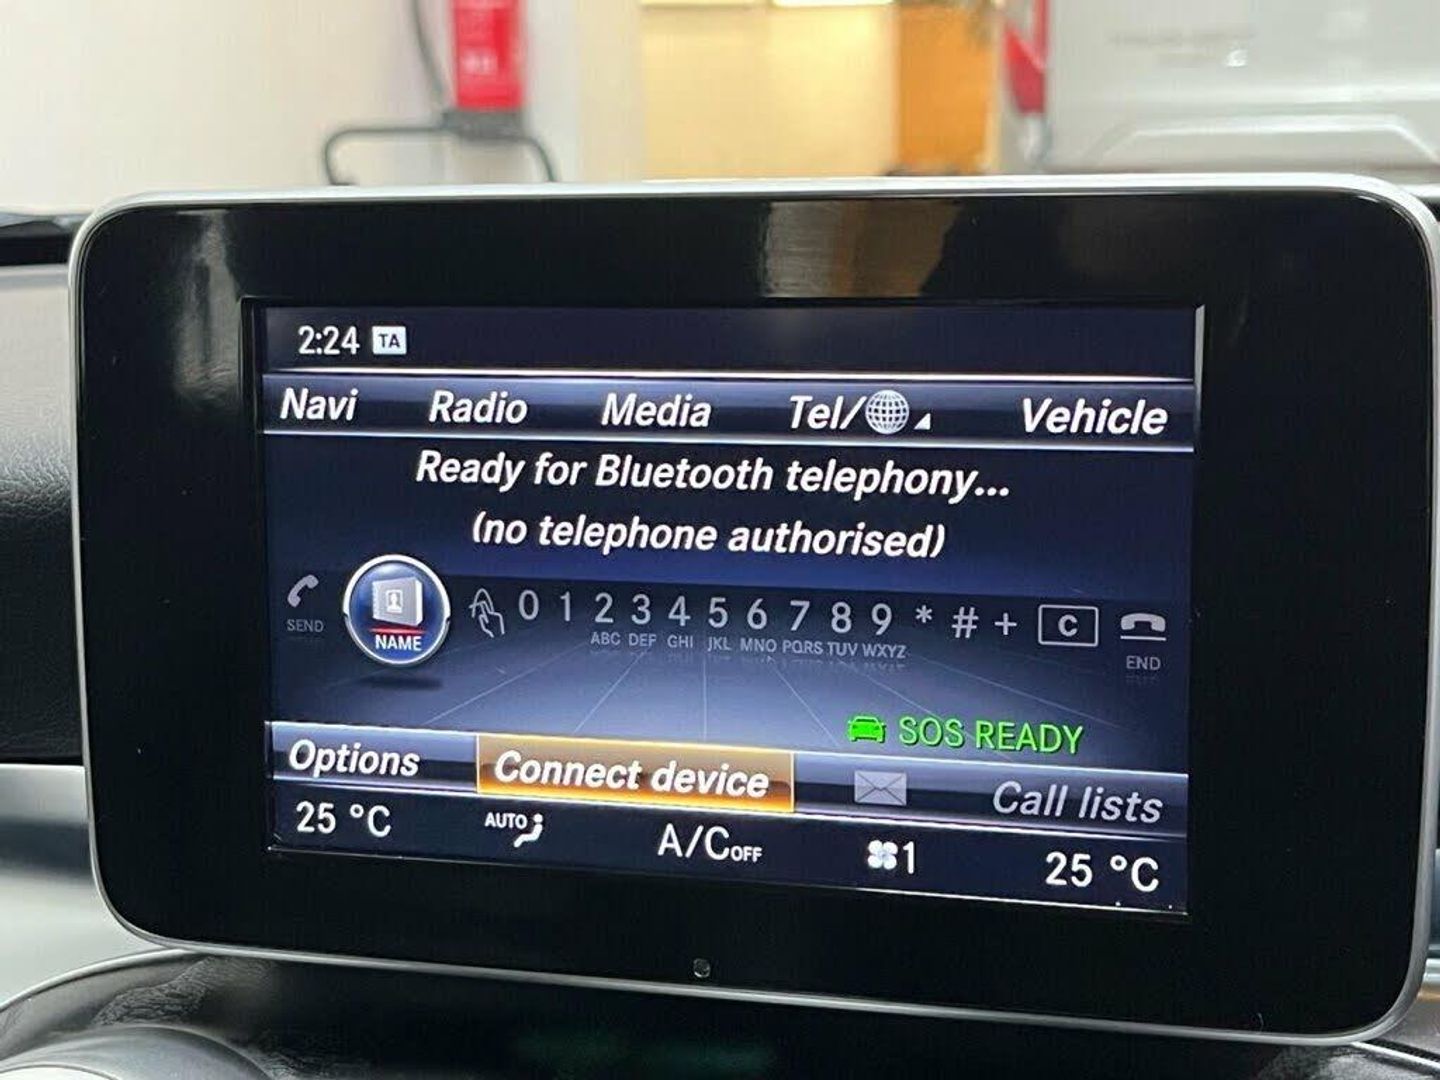 2:24 TA
Navi Radio Media Tel/ Vehicle
Ready for Bluetooth telephony...
(no telephone authorised)
SEND NAME 0 1 2 3 4 5 6 7 8 9 * # + C END
ABC DEF GHI JKL MNO PQRS TUV WXYZ
SOS READY
Options Connect device Call lists
25 °C AUTO A/C OFF 1 25 °C